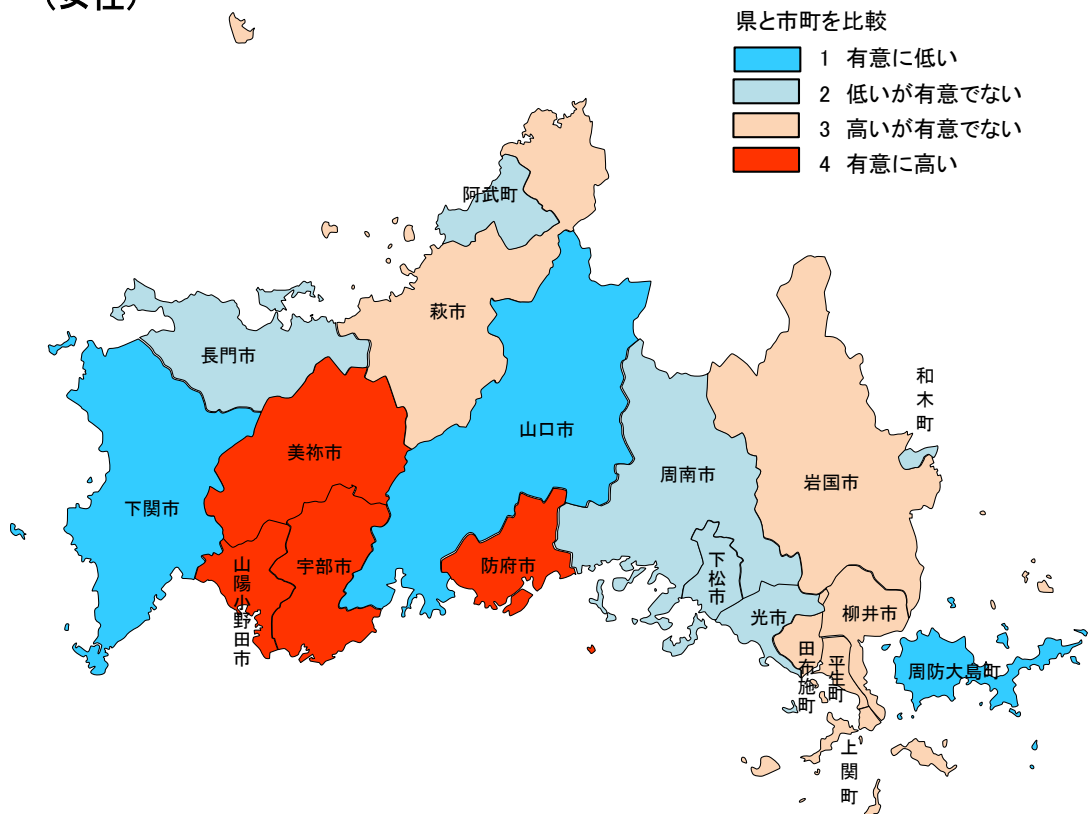 （女性）
県と市町を比較
1 有意に低い
2 低いが有意でない
3 高いが有意でない
4 有意に高い
阿武町
萩市
長門市
和木町
山口市
美祢市
周南市
岩国市
下関市
山陽小野田市
宇部市
防府市
下松市
光市
柳井市
田布施町
平生町
周防大島町
上関町